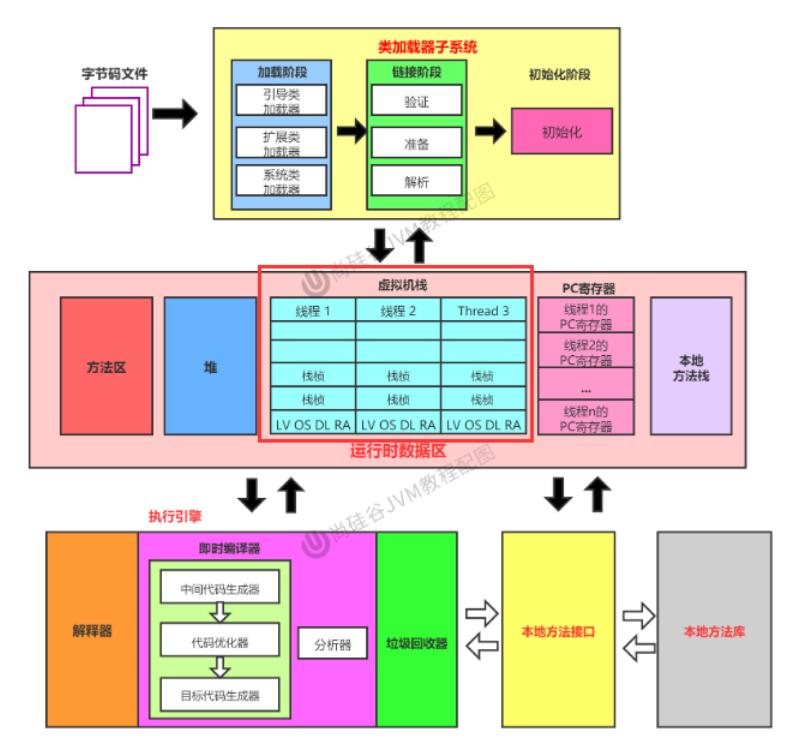 类加载器子系统
字节码文件
加载阶段
引导类
加载器
扩展类
加载器
系统类
加载器
链接阶段
验证
准备
解析
初始化阶段
初始化
尚硅谷JVM教程配图
方法区
堆
虚拟机栈
线程 1 线程 2 Thread 3
栈桢 栈桢 栈桢
栈桢 栈桢 栈桢
LV OS DL RA LV OS DL RA LV OS DL RA
PC寄存器
线程1的
PC寄存器
线程2的
PC寄存器
...
线程n的
PC寄存器
本地
方法栈
运行时数据区
尚硅谷JVM教程配图
执行引擎
解释器
即时编译器
中间代码生成器
代码优化器
目标代码生成器
分析器
垃圾回收器
本地方法接口
本地方法库